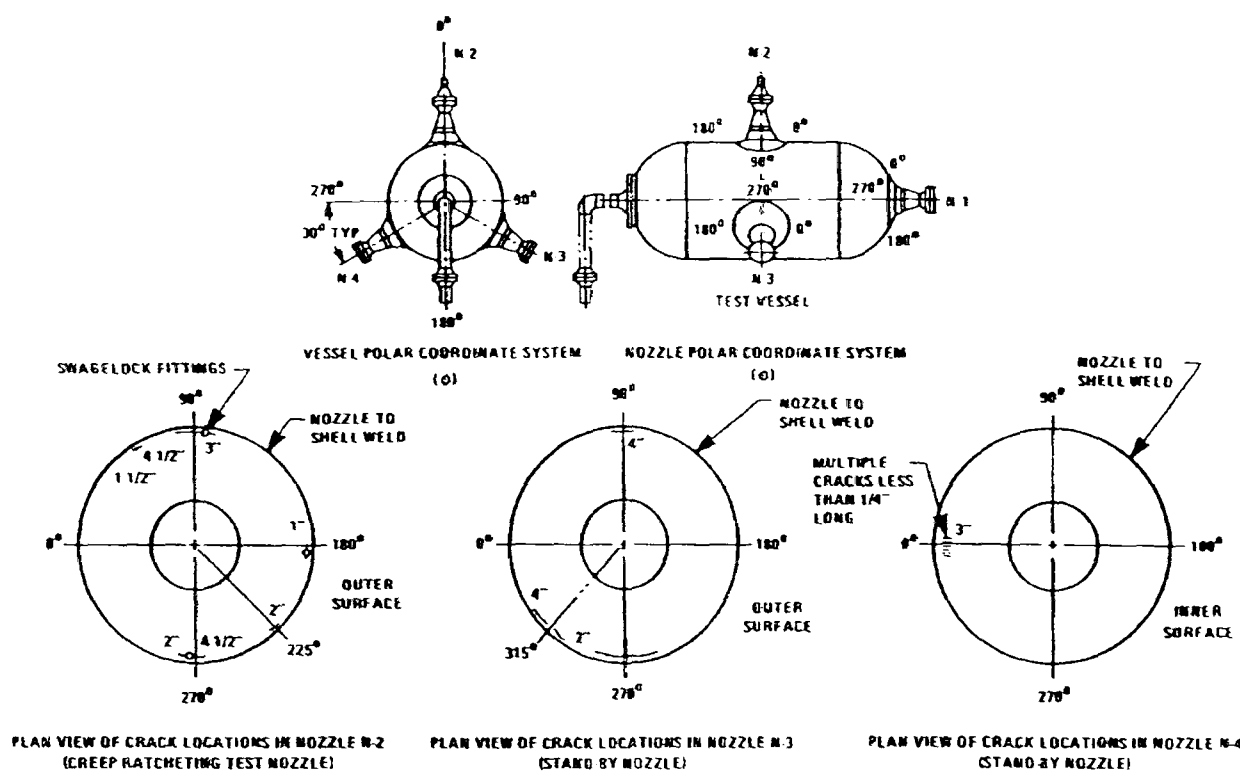 0°
N-2
270°
90°
30° TYP
N-4
N-3
180°
VESSEL POLAR COORDINATE SYSTEM
(a)
N-2
180°
0°
90°
270°
180°
0°
0°
270°
N-1
180°
N-3
TEST VESSEL
NOZZLE POLAR COORDINATE SYSTEM
SWAGELOCK FITTINGS
90°
NOZZLE TO
SHELL WELD
3"
4 1/2"
1 1/2"
0°
1"
180°
OUTER
SURFACE
2"
225°
2"
4 1/2"
270°
PLAN VIEW OF CRACK LOCATIONS IN NOZZLE N-2
(CREEP RATCHETING TEST NOZZLE)
90°
NOZZLE TO
SHELL WELD
4"
0°
180°
OUTER
SURFACE
4"
2"
315°
270°
PLAN VIEW OF CRACK LOCATIONS IN NOZZLE N-3
(STAND-BY NOZZLE)
NOZZLE TO
SHELL WELD
90°
MULTIPLE
CRACKS LESS
THAN 1/4"
LONG
3"
0°
180°
INNER
SURFACE
270°
PLAN VIEW OF CRACK LOCATIONS IN NOZZLE N-4
(STAND-BY NOZZLE)